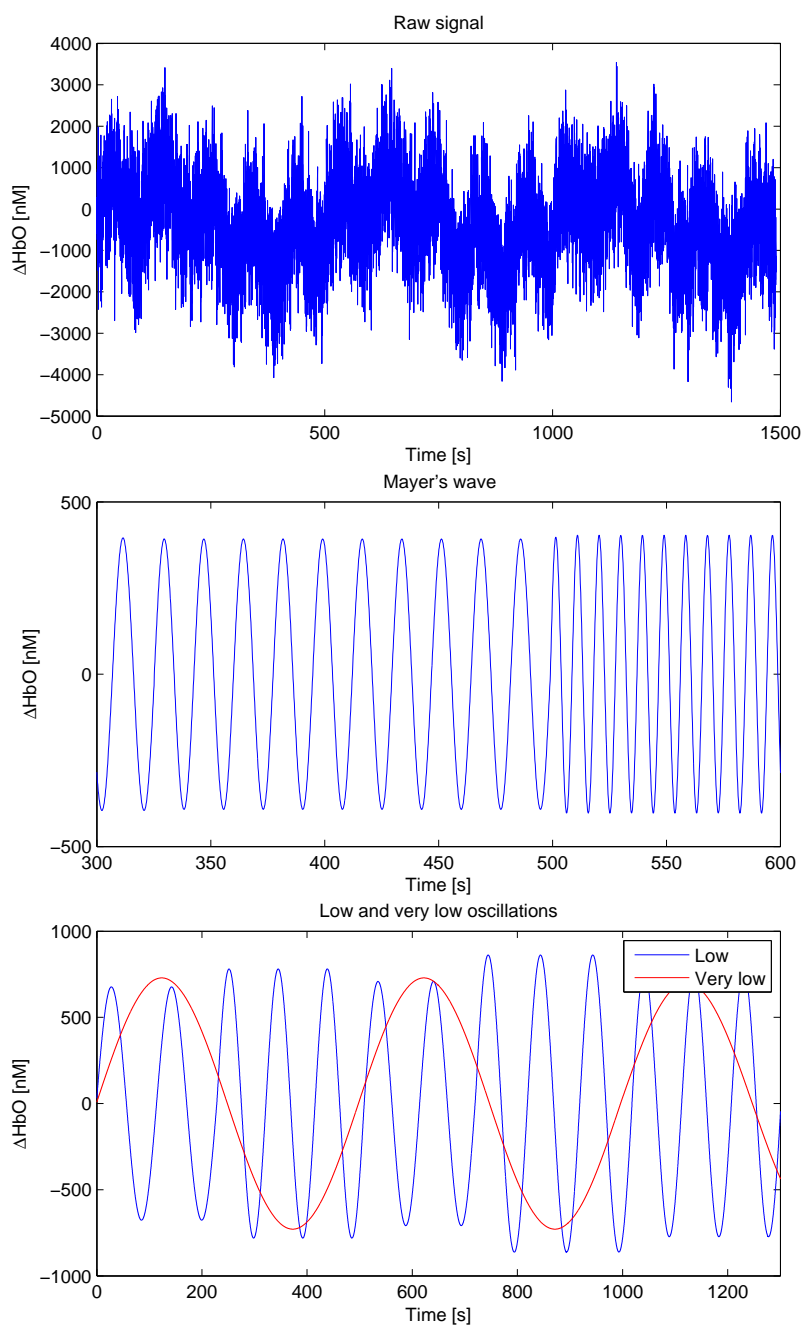 Raw signal
4000
3000
2000
1000
0
−1000
−2000
−3000
−4000
−5000
ΔHbO [nM]
0 500 1000 1500
Time [s]
Mayer's wave
500
0
−500
ΔHbO [nM]
300 350 400 450 500 550 600
Time [s]
Low and very low oscillations
1000
500
0
−500
−1000
ΔHbO [nM]
Low
Very low
0 200 400 600 800 1000 1200
Time [s]